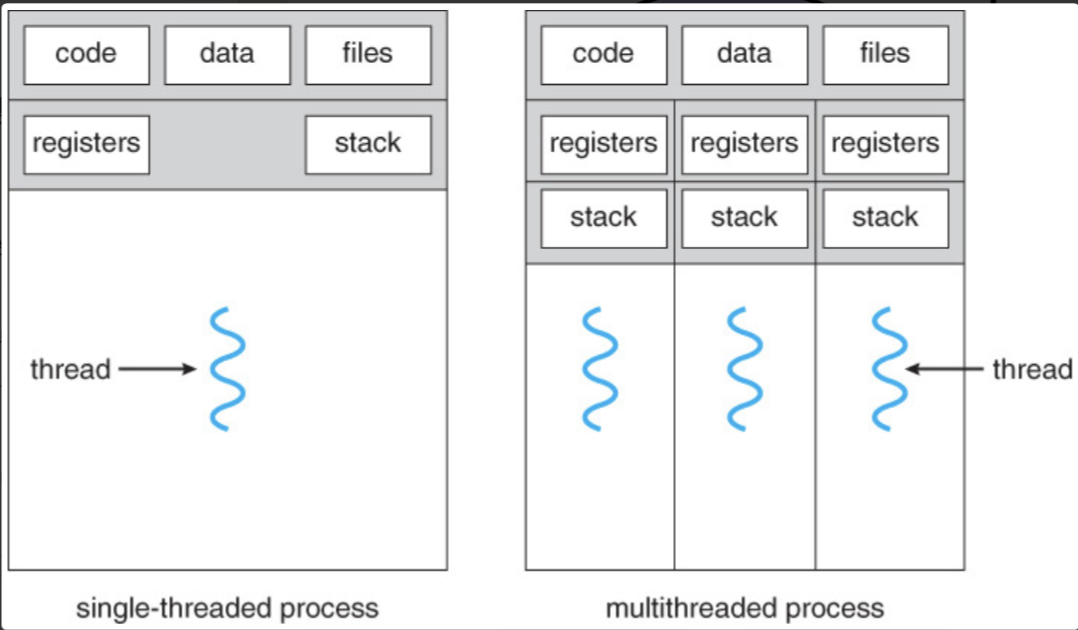 code data files
registers stack
thread
single-threaded process
code data files
registers registers registers
stack stack stack
thread
multithreaded process